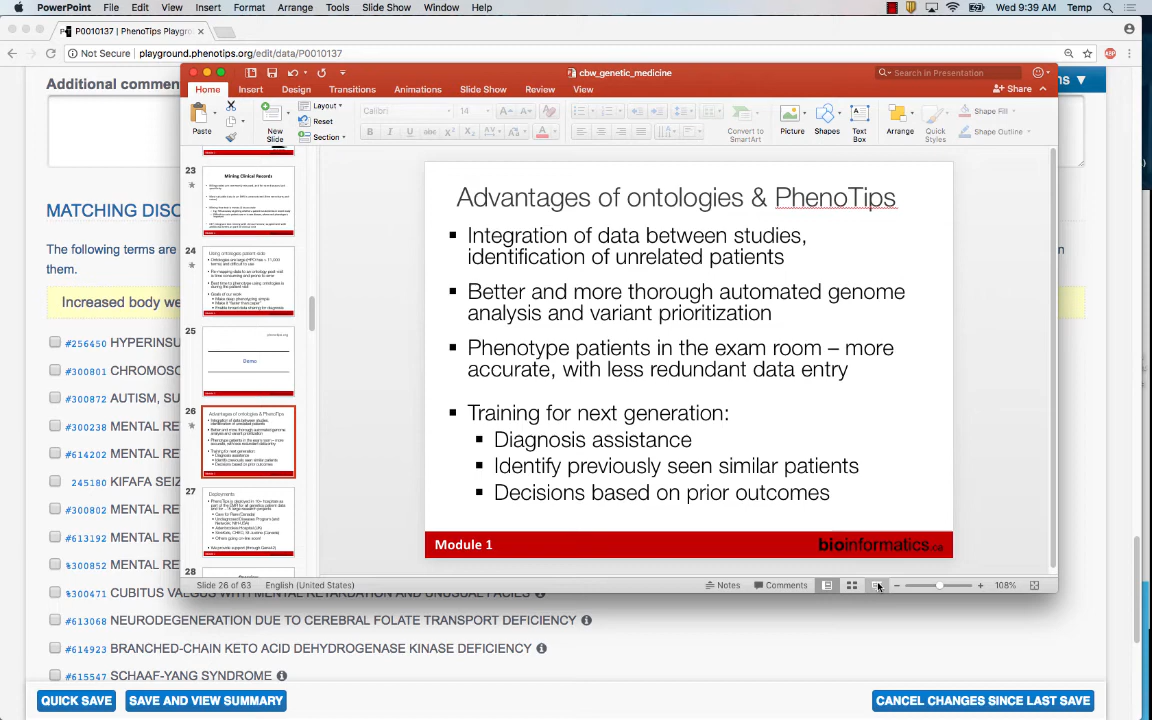 PowerPoint File Edit View Insert Format Arrange Tools Slide Show Window Help Wed 9:39 AM Temp
P0010137 | PhenoTips Playgro
Not Secure playground.phenotips.org/edit/data/P0010137
Additional commen
cbw_genetic_medicine
Search in Presentation
Home Insert Design Transitions Animations Slide Show Review View Share
Paste
New Slide
Layout
Reset
Section
Calibri 14
Convert to SmartArt
Picture
Shapes
Text Box
Arrange
Quick Styles
Shape Fill
Shape Outline
MATCHING DISO
The following terms are
them.
Increased body we
#256450 HYPERINSU
#300801 CHROMOSO
#300872 AUTISM, SU
#300238 MENTAL RE
#614202 MENTAL RE
245180 KIFAFA SEIZ
#300802 MENTAL RE
#613192 MENTAL RE
#300852 MENTAL RE
%300471 CUBITUS VALGUS WITH MENTAL RETARDATION AND UNUSUAL FACIES
#613068 NEURODEGENERATION DUE TO CEREBRAL FOLATE TRANSPORT DEFICIENCY
#614923 BRANCHED-CHAIN KETO ACID DEHYDROGENASE KINASE DEFICIENCY
#615547 SCHAAF-YANG SYNDROME
23
Mining Clinical Records
24
Using ontologies patient side
25
Demo
26
Advantages of ontologies & PhenoTips
27
Deployments
28
Advantages of ontologies & PhenoTips
Integration of data between studies,
identification of unrelated patients
Better and more thorough automated genome
analysis and variant prioritization
Phenotype patients in the exam room – more
accurate, with less redundant data entry
Training for next generation:
Diagnosis assistance
Identify previously seen similar patients
Decisions based on prior outcomes
Module 1
bioinformatics.ca
Slide 26 of 63 English (United States) Notes Comments 108%
QUICK SAVE SAVE AND VIEW SUMMARY CANCEL CHANGES SINCE LAST SAVE